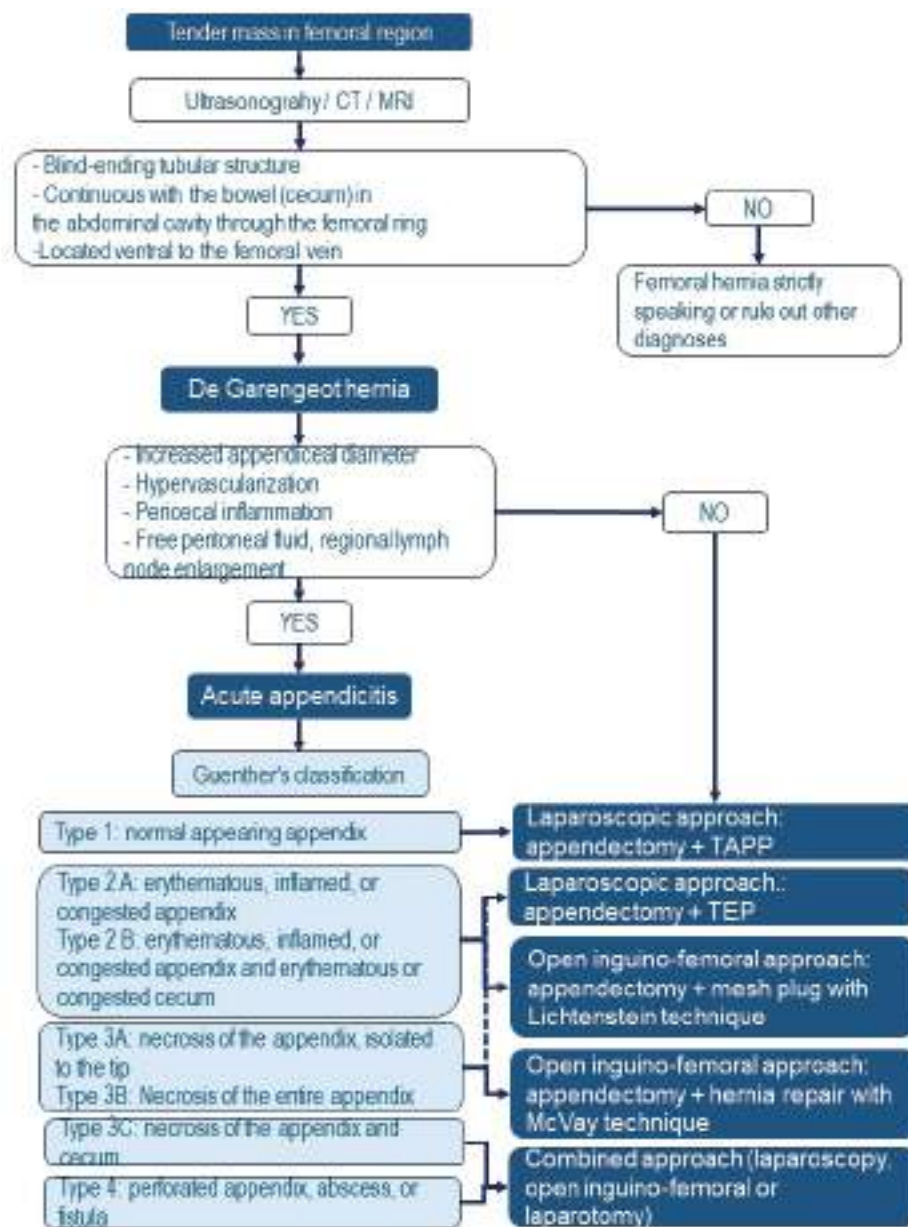 Tender mass in femoral region
Ultrasonograhy / CT / MRI
- Blind-ending tubular structure
- Continuous with the bowel (cecum) in
the abdominal cavity through the femoral ring
-Located ventral to the femoral vein
NO
Femoral hernia strictly
speaking or rule out other
diagnoses
YES
De Garengeot hernia
- Increased appendiceal diameter
- Hypervascularization
- Pericecal inflammation
- Free peritoneal fluid, regional lymph
node enlargement
NO
YES
Acute appendicitis
Guenther's classification
Type 1: normal appearing appendix
Laparoscopic approach:
appendectomy + TAPP
Type 2 A: erythematous, inflamed, or
congested appendix
Type 2 B: erythematous, inflamed, or
congested appendix and erythematous or
congested cecum
Laparoscopic approach.:
appendectomy + TEP
Open inguino-femoral approach:
appendectomy + mesh plug with
Lichtenstein technique
Type 3A: necrosis of the appendix, isolated
to the tip
Type 3B: Necrosis of the entire appendix
Open inguino-femoral approach:
appendectomy + hernia repair with
McVay technique
Type 3C: necrosis of the appendix and
cecum
Type 4: perforated appendix, abscess, or
fistula
Combined approach (laparoscopy,
open inguino-femoral or
laparotomy)